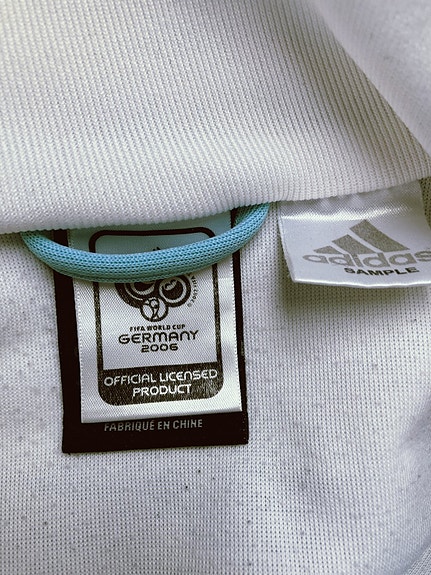 FIFA WORLD CUP
GERMANY
2006
OFFICIAL LICENSED
PRODUCT
FABRIQUÉ EN CHINE
adidas
SAMPLE